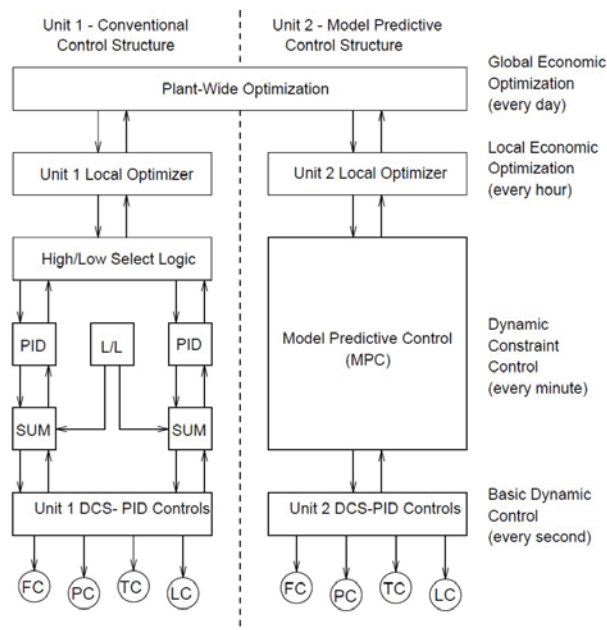 Unit 1 - Conventional
Control Structure
Unit 2 - Model Predictive
Control Structure
Plant-Wide Optimization
Global Economic
Optimization
(every day)
Unit 1 Local Optimizer
Unit 2 Local Optimizer
Local Economic
Optimization
(every hour)
High/Low Select Logic
PID
L/L
PID
SUM
SUM
Model Predictive Control
(MPC)
Dynamic
Constraint
Control
(every minute)
Unit 1 DCS- PID Controls
Unit 2 DCS-PID Controls
Basic Dynamic
Control
(every second)
FC
PC
TC
LC
FC
PC
TC
LC